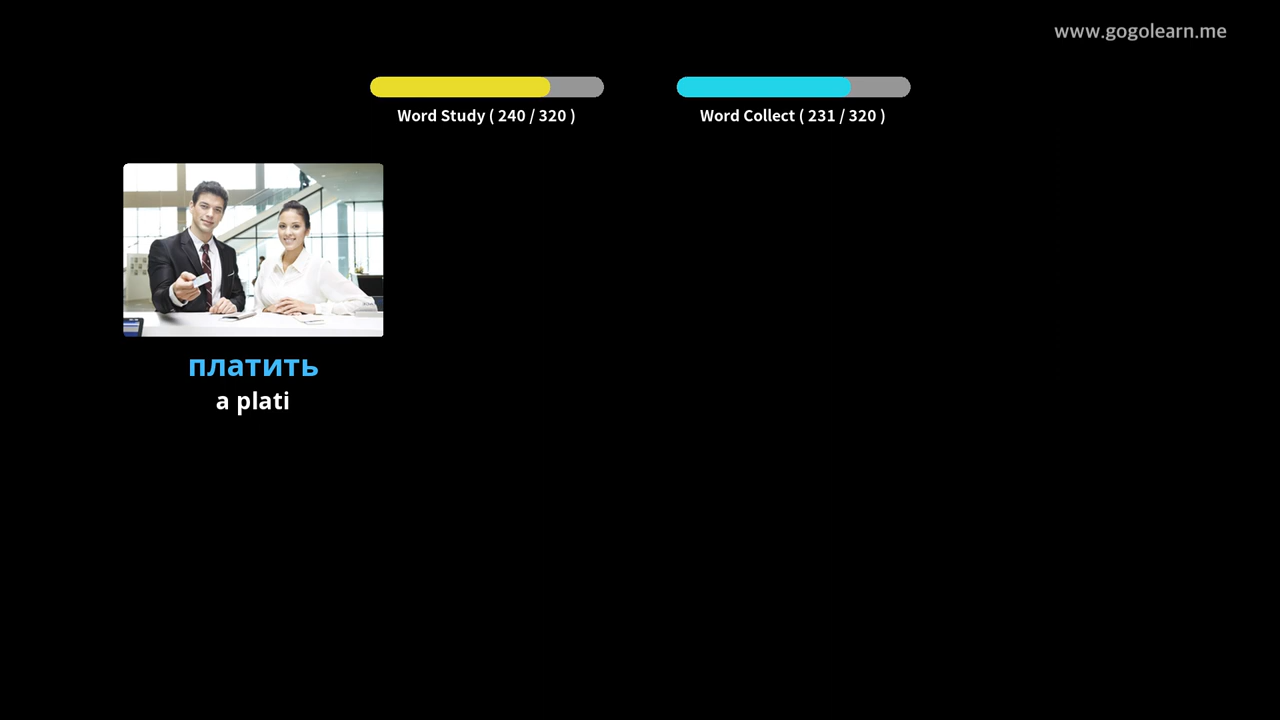 www.gogolearn.me
Word Study ( 240 / 320 )
Word Collect ( 231 / 320 )
платить
a plati